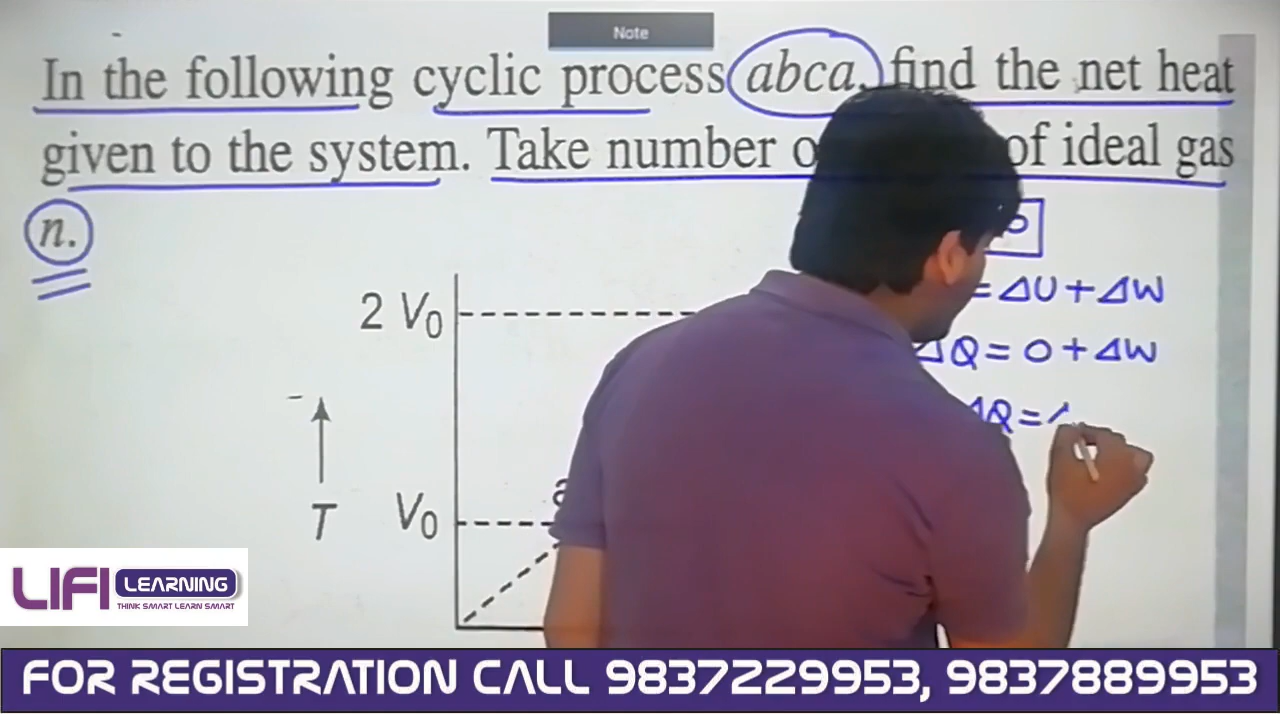 Note
In the following cyclic process abca, find the net heat
given to the system. Take number of ideal gas
n.
= ΔU + ΔW
2 V₀
ΔQ = 0 + ΔW
ΔQ =
T
V₀
a
LIFI LEARNING
THINK SMART LEARN SMART
FOR REGISTRATION CALL 9837229953, 9837889953